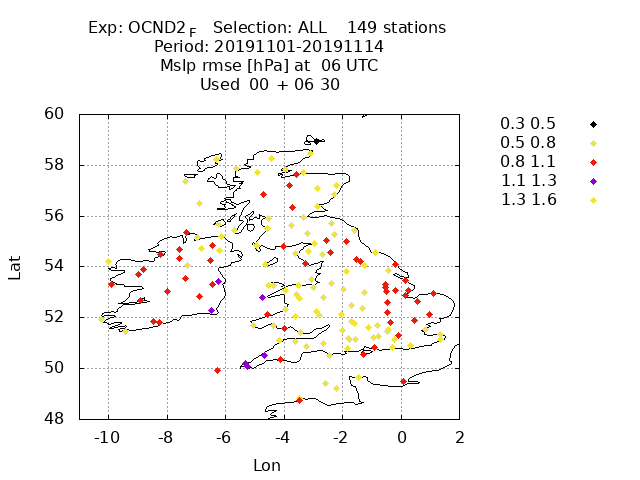 Exp: OCND2F Selection: ALL 149 stations
Period: 20191101-20191114
Mslp rmse [hPa] at 06 UTC
Used 00 + 06 30
0.3 0.5
0.5 0.8
0.8 1.1
1.1 1.3
1.3 1.6
60
58
56
54
52
50
48
Lat
-10 -8 -6 -4 -2 0 2
Lon